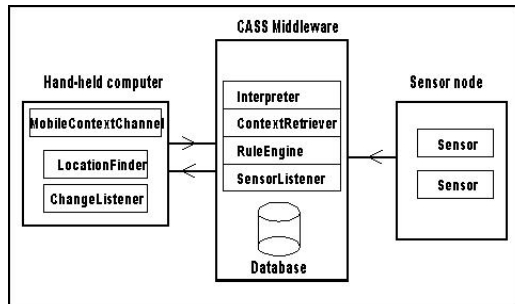 CASS Middleware
Hand-held computer
MobileContextChannel
LocationFinder
ChangeListener
Interpreter
ContextRetriever
RuleEngine
SensorListener
Database
Sensor node
Sensor
Sensor